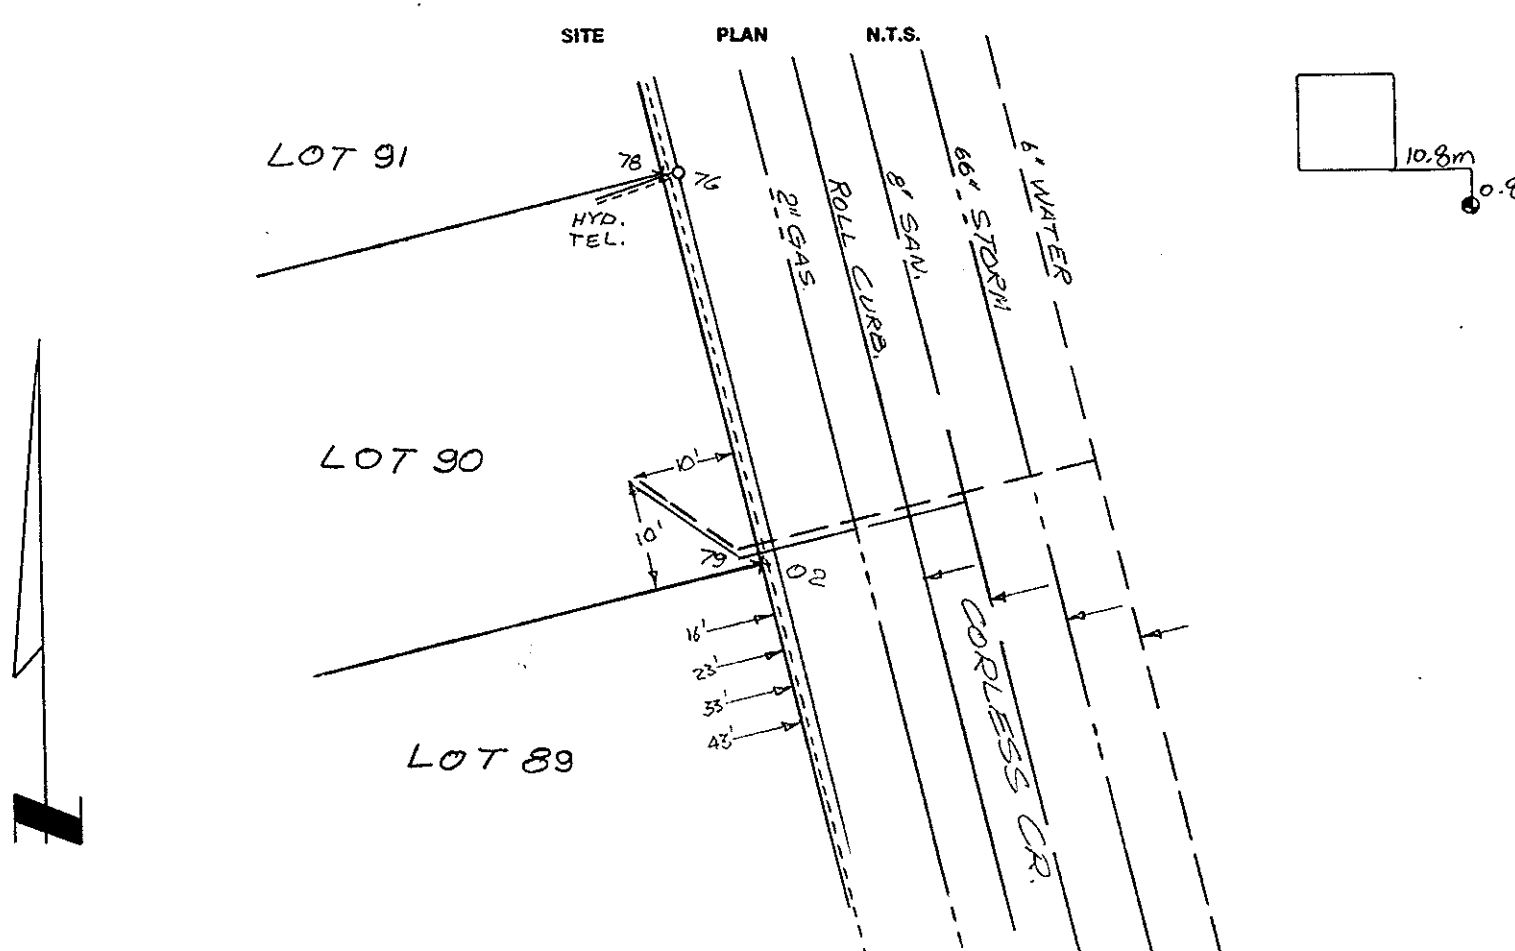 SITE PLAN N.T.S.
LOT 91
78
76
HYD.
TEL.
2" GAS.
ROLL CURB.
8" SAN.
66" STORM
6" WATER
10.8m
LOT 90
10'
10'
79
02
16'
23'
33'
43'
LOT 89
CORLESS CR.